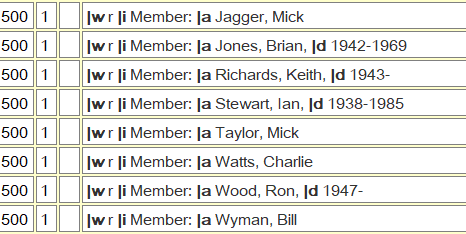 500 1 |w r |i Member: |a Jagger, Mick
500 1 |w r |i Member: |a Jones, Brian, |d 1942-1969
500 1 |w r |i Member: |a Richards, Keith, |d 1943-
500 1 |w r |i Member: |a Stewart, Ian, |d 1938-1985
500 1 |w r |i Member: |a Taylor, Mick
500 1 |w r |i Member: |a Watts, Charlie
500 1 |w r |i Member: |a Wood, Ron, |d 1947-
500 1 |w r |i Member: |a Wyman, Bill